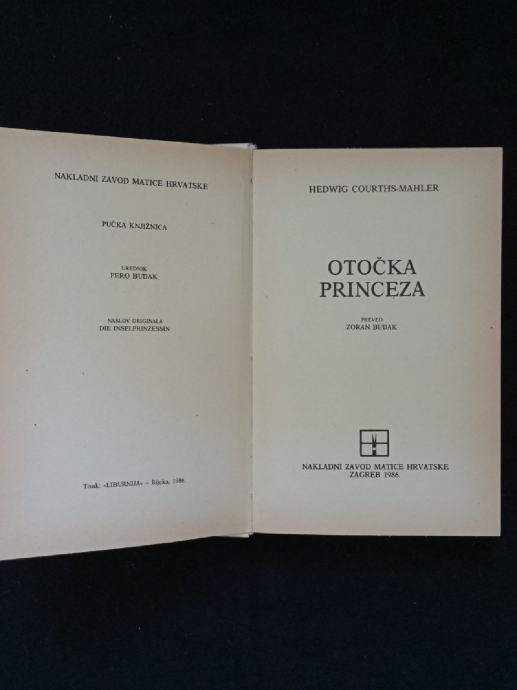 NAKLADNI ZAVOD MATICE HRVATSKE
PUČKA KNJIŽNICA
UREDNIK
PERO BUDAK
NASLOV ORIGINALA
DIE INSELPRINZESSIN
Tisak: «LIBURNIJA» – Rijeka, 1986.
HEDWIG COURTHS-MAHLER
OTOČKA
PRINCEZA
PREVEO
ZORAN BUDAK
NAKLADNI ZAVOD MATICE HRVATSKE
ZAGREB 1986.